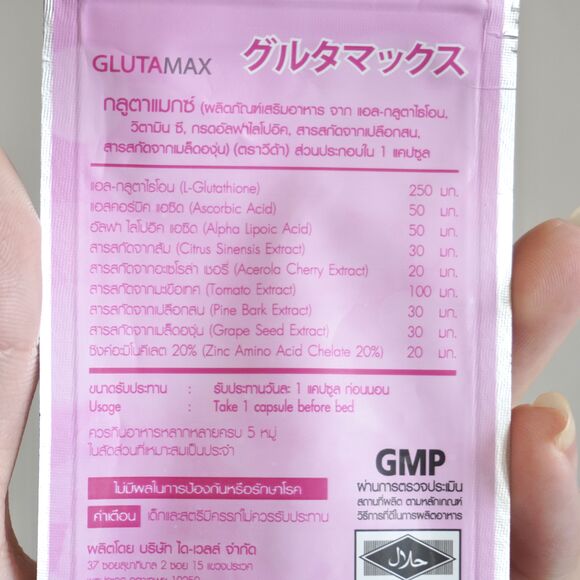 GLUTAMAX グルタマックス
กลูตาแมกซ์ (ผลิตภัณฑ์เสริมอาหาร จาก แอล-กลูตาไธโอน,
วิตามิน ซี, กรดอัลฟาไลโปอิค, สารสกัดจากเปลือกสน,
สารสกัดจากเมล็ดองุ่น) (ตราวีด้า) ส่วนประกอบใน 1 แคปซูล
แอล-กลูตาไธโอน (L-Glutathione) 250 มก.
แอสคอร์บิค แอซิด (Ascorbic Acid) 50 มก.
อัลฟา ไลโปอิค แอซิด (Alpha Lipoic Acid) 50 มก.
สารสกัดจากส้ม (Citrus Sinensis Extract) 30 มก.
สารสกัดจากอะเซโรล่า เชอรี่ (Acerola Cherry Extract) 20 มก.
สารสกัดจากมะเขือเทศ (Tomato Extract) 100 มก.
สารสกัดจากเปลือกสน (Pine Bark Extract) 30 มก.
สารสกัดจากเมล็ดองุ่น (Grape Seed Extract) 30 มก.
ซิงค์อะมิโนคีเลต 20% (Zinc Amino Acid Chelate 20%) 20 มก.
ขนาดรับประทาน : รับประทานวันละ 1 แคปซูล ก่อนนอน
Usage : Take 1 capsule before bed
ควรกินอาหารหลากหลายครบ 5 หมู่
ในสัดส่วนที่เหมาะสมเป็นประจำ
GMP
ผ่านการตรวจประเมิน
สถานที่ผลิต ตามหลักเกณฑ์
วิธีการที่ดีในการผลิตอาหาร
ไม่มีผลในการป้องกันหรือรักษาโรค
คำเตือน เด็กและสตรีมีครรภ์ไม่ควรรับประทาน
ผลิตโดย บริษัท ได-เวลส์ จำกัด
37 ซอยสุขาภิบาล 2 ซอย 15 แขวงประเวศ
حلال